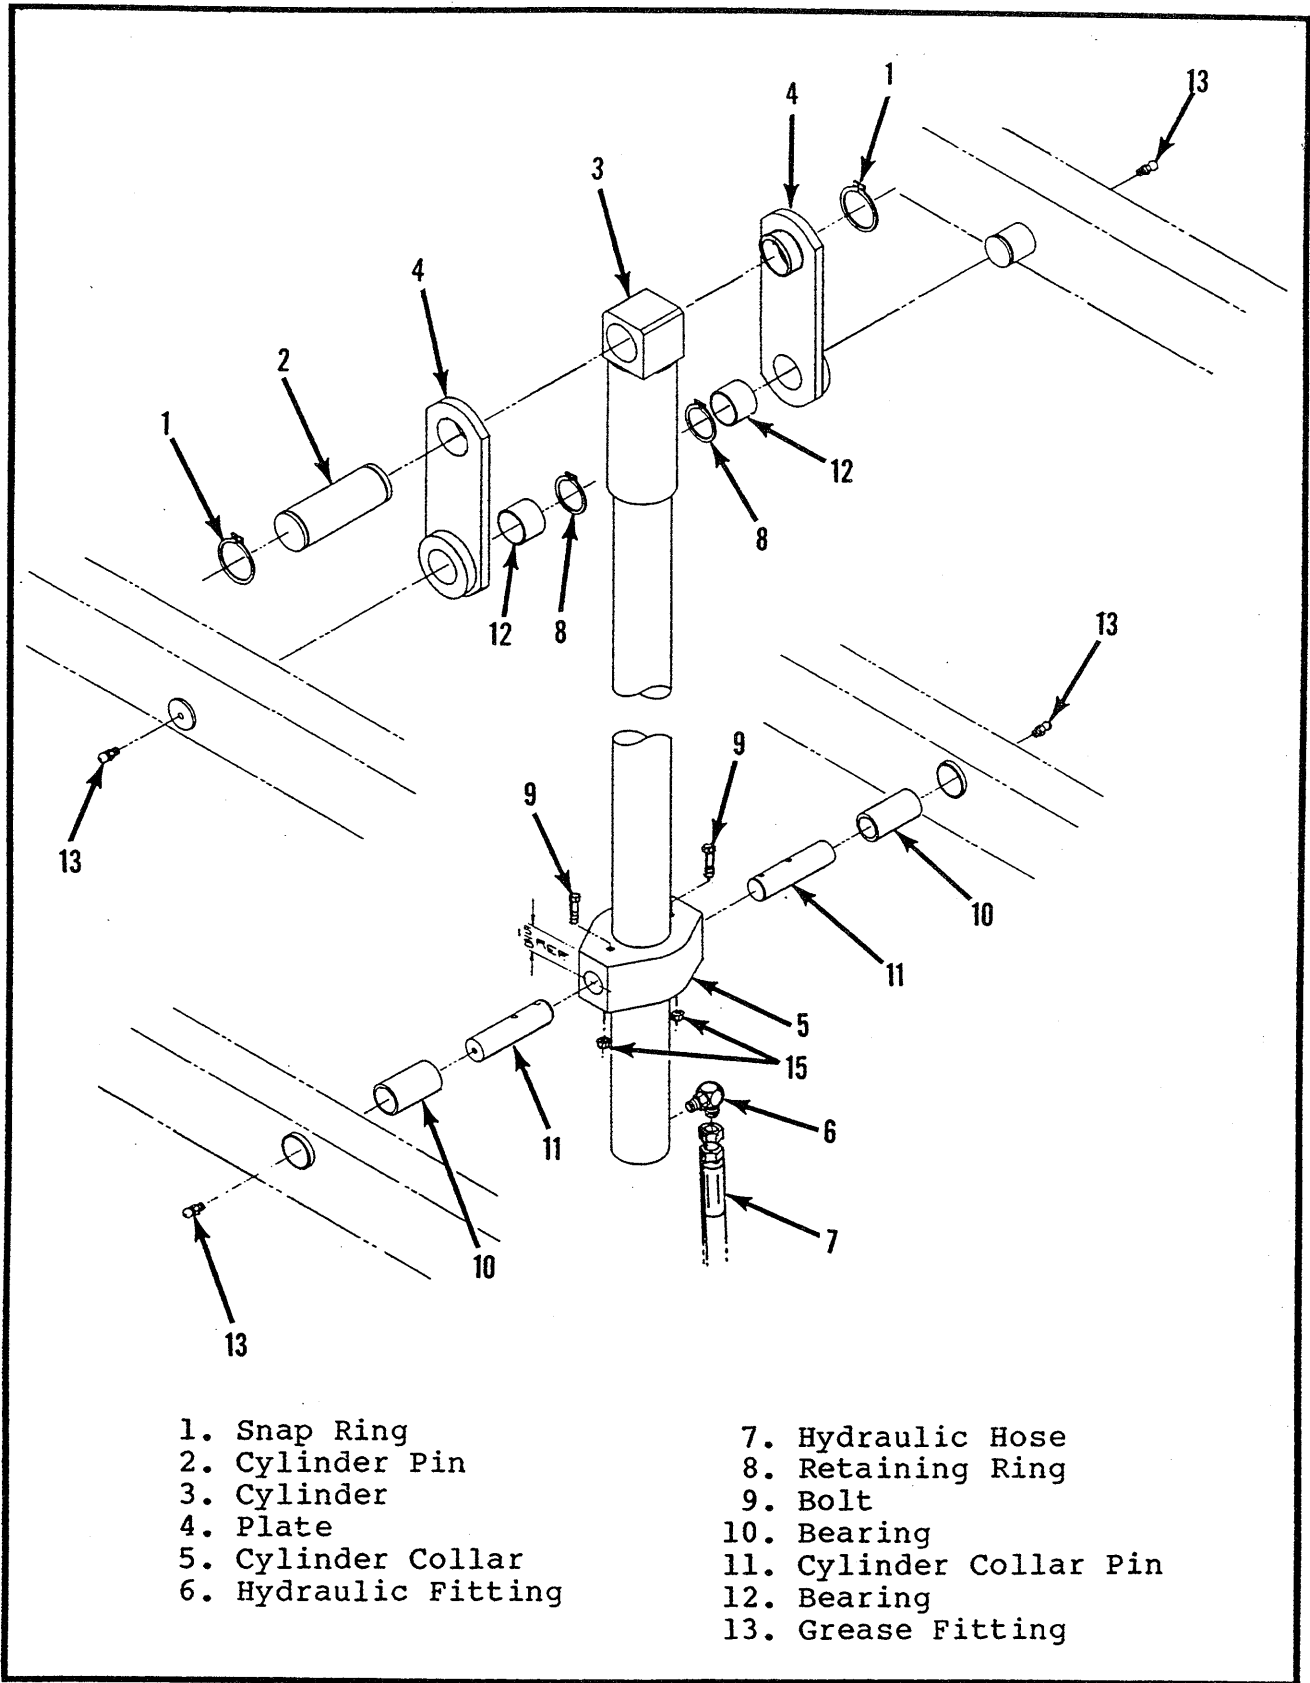 1
13
4
3
4
2
1
12
8
12
8
13
9
13
9
10
11
5
15
6
11
7
10
13
1. Snap Ring
2. Cylinder Pin
3. Cylinder
4. Plate
5. Cylinder Collar
6. Hydraulic Fitting
7. Hydraulic Hose
8. Retaining Ring
9. Bolt
10. Bearing
11. Cylinder Collar Pin
12. Bearing
13. Grease Fitting